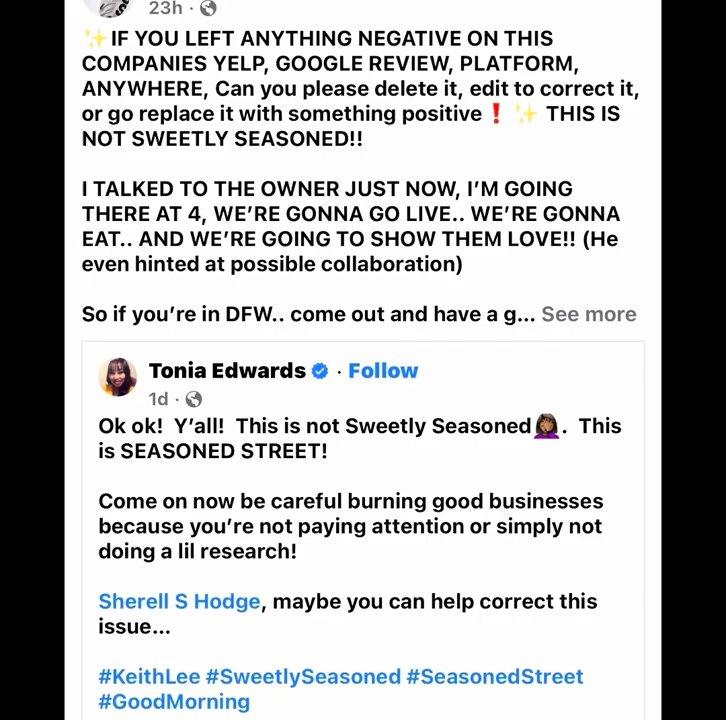 23h ·
✨IF YOU LEFT ANYTHING NEGATIVE ON THIS
COMPANIES YELP, GOOGLE REVIEW, PLATFORM,
ANYWHERE, Can you please delete it, edit to correct it,
or go replace it with something positive❗ ✨ THIS IS
NOT SWEETLY SEASONED!!
I TALKED TO THE OWNER JUST NOW, I’M GOING
THERE AT 4, WE’RE GONNA GO LIVE.. WE’RE GONNA
EAT.. AND WE’RE GOING TO SHOW THEM LOVE!! (He
even hinted at possible collaboration)
So if you’re in DFW.. come out and have a g... See more
Tonia Edwards · Follow
1d ·
Ok ok! Y’all! This is not Sweetly Seasoned🤦🏾‍♀️. This
is SEASONED STREET!
Come on now be careful burning good businesses
because you’re not paying attention or simply not
doing a lil research!
Sherell S Hodge, maybe you can help correct this
issue...
#KeithLee #SweetlySeasoned #SeasonedStreet
#GoodMorning